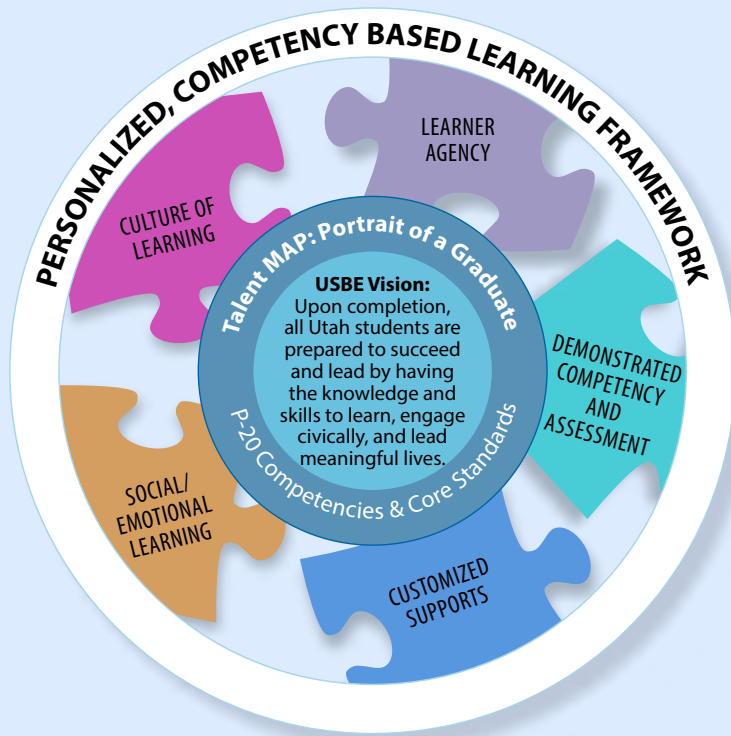 PERSONALIZED, COMPETENCY BASED LEARNING FRAMEWORK
LEARNER
AGENCY
CULTURE OF
LEARNING
Talent MAP: Portrait of a Graduate
USBE Vision:
Upon completion,
all Utah students are
prepared to succeed
and lead by having
the knowledge and
skills to learn, engage
civically, and lead
meaningful lives.
P-20 Competencies & Core Standards
DEMONSTRATED
COMPETENCY
AND
ASSESSMENT
SOCIAL/
EMOTIONAL
LEARNING
CUSTOMIZED
SUPPORTS